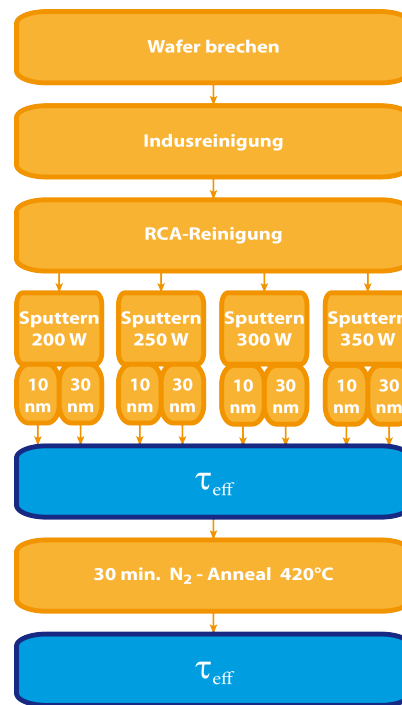 Wafer brechen
Indusreinigung
RCA-Reinigung
Sputtern
200 W
Sputtern
250 W
Sputtern
300 W
Sputtern
350 W
10
nm
30
nm
10
nm
30
nm
10
nm
30
nm
10
nm
30
nm
τeff
30 min. N₂ - Anneal 420°C
τeff